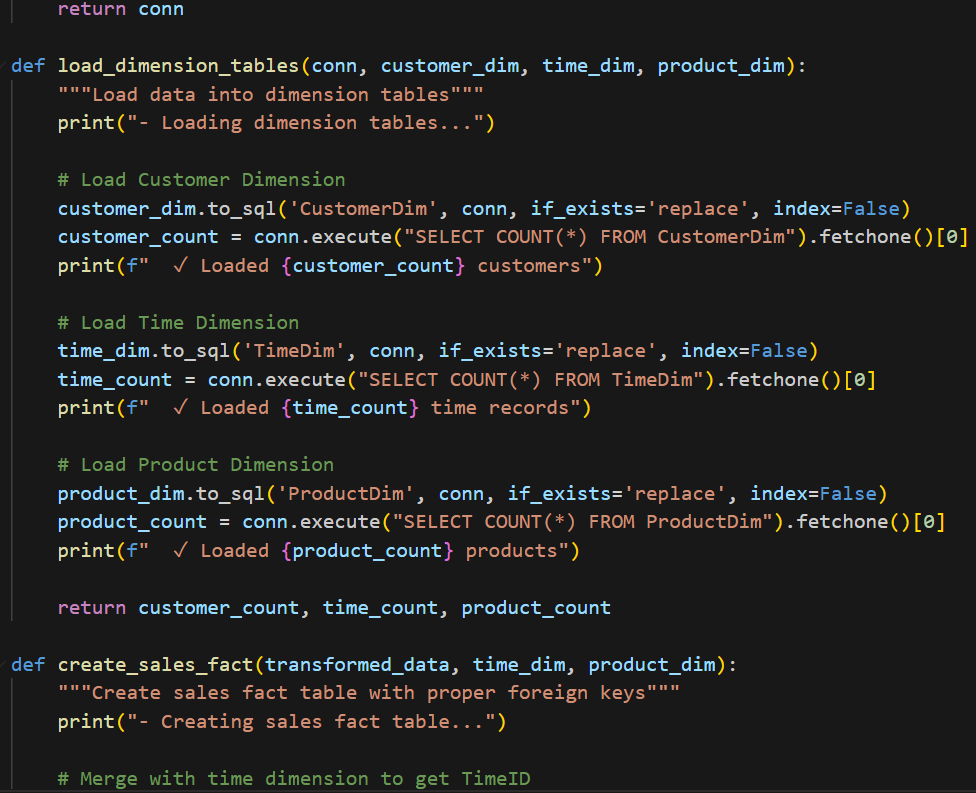 return conn

def load_dimension_tables(conn, customer_dim, time_dim, product_dim):
    """Load data into dimension tables"""
    print("- Loading dimension tables...")

    # Load Customer Dimension
    customer_dim.to_sql('CustomerDim', conn, if_exists='replace', index=False)
    customer_count = conn.execute("SELECT COUNT(*) FROM CustomerDim").fetchone()[0]
    print(f"  ✓ Loaded {customer_count} customers")

    # Load Time Dimension
    time_dim.to_sql('TimeDim', conn, if_exists='replace', index=False)
    time_count = conn.execute("SELECT COUNT(*) FROM TimeDim").fetchone()[0]
    print(f"  ✓ Loaded {time_count} time records")

    # Load Product Dimension
    product_dim.to_sql('ProductDim', conn, if_exists='replace', index=False)
    product_count = conn.execute("SELECT COUNT(*) FROM ProductDim").fetchone()[0]
    print(f"  ✓ Loaded {product_count} products")

    return customer_count, time_count, product_count

def create_sales_fact(transformed_data, time_dim, product_dim):
    """Create sales fact table with proper foreign keys"""
    print("- Creating sales fact table...")

    # Merge with time dimension to get TimeID